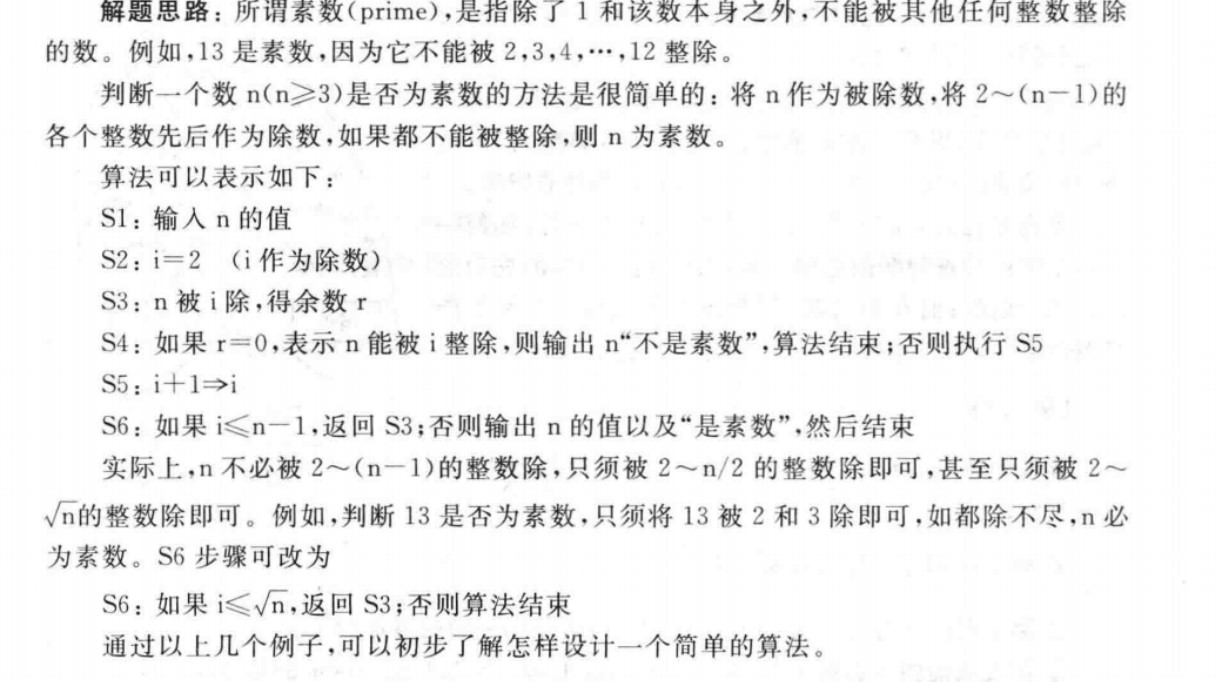 解题思路：所谓素数(prime),是指除了 1 和该数本身之外,不能被其他任何整数整除
的数。例如,13 是素数,因为它不能被 2,3,4,…,12 整除。
判断一个数 n(n≥3)是否为素数的方法是很简单的：将 n 作为被除数,将 2～(n－1)的
各个整数先后作为除数,如果都不能被整除,则 n 为素数。
算法可以表示如下：
S1：输入 n 的值
S2：i＝2 （i 作为除数）
S3：n 被 i 除,得余数 r
S4：如果 r＝0,表示 n 能被 i 整除,则输出 n“不是素数”,算法结束;否则执行 S5
S5：i＋1⇒i
S6：如果 i≤n－1,返回 S3;否则输出 n 的值以及“是素数”,然后结束
实际上,n 不必被 2～(n－1)的整数除,只须被 2～n/2 的整数除即可,甚至只须被 2～
√n的整数除即可。例如,判断 13 是否为素数,只须将 13 被 2 和 3 除即可,如都除不尽,n 必
为素数。S6 步骤可改为
S6：如果 i≤√n,返回 S3;否则算法结束
通过以上几个例子,可以初步了解怎样设计一个简单的算法。